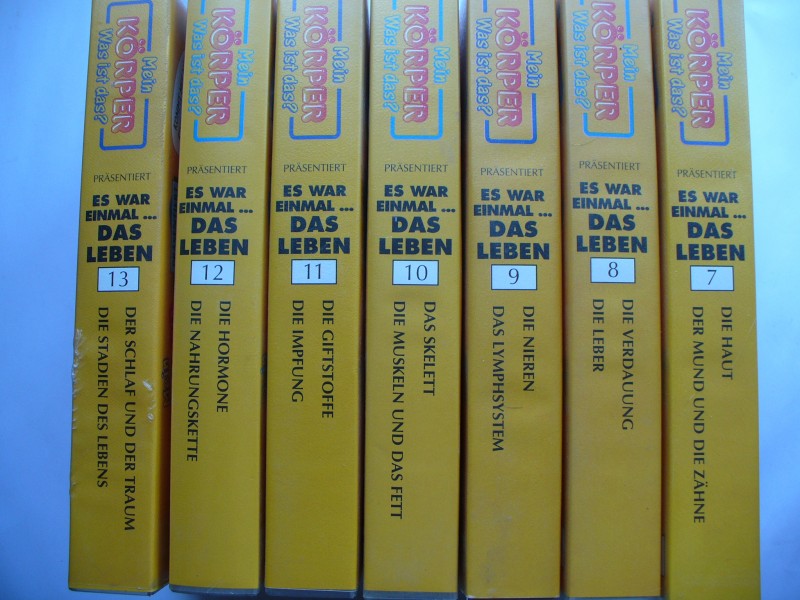 Mein
KÖRPER
Was ist das?
PRÄSENTIERT
ES WAR
EINMAL ...
DAS
LEBEN
13
DER SCHLAF UND DER TRAUM
DIE STADIEN DES LEBENS
Mein
KÖRPER
Was ist das?
PRÄSENTIERT
ES WAR
EINMAL ...
DAS
LEBEN
12
DIE HORMONE
DIE NAHRUNGSKETTE
Mein
KÖRPER
Was ist das?
PRÄSENTIERT
ES WAR
EINMAL ...
DAS
LEBEN
11
DIE GIFTSTOFFE
DIE IMPFUNG
Mein
KÖRPER
Was ist das?
PRÄSENTIERT
ES WAR
EINMAL ...
DAS
LEBEN
10
DAS SKELETT
DIE MUSKELN UND DAS FETT
Mein
KÖRPER
Was ist das?
PRÄSENTIERT
ES WAR
EINMAL ...
DAS
LEBEN
9
DIE NIEREN
DAS LYMPHSYSTEM
Mein
KÖRPER
Was ist das?
PRÄSENTIERT
ES WAR
EINMAL ...
DAS
LEBEN
8
DIE VERDAUUNG
DIE LEBER
Mein
KÖRPER
Was ist das?
PRÄSENTIERT
ES WAR
EINMAL ...
DAS
LEBEN
7
DIE HAUT
DER MUND UND DIE ZÄHNE